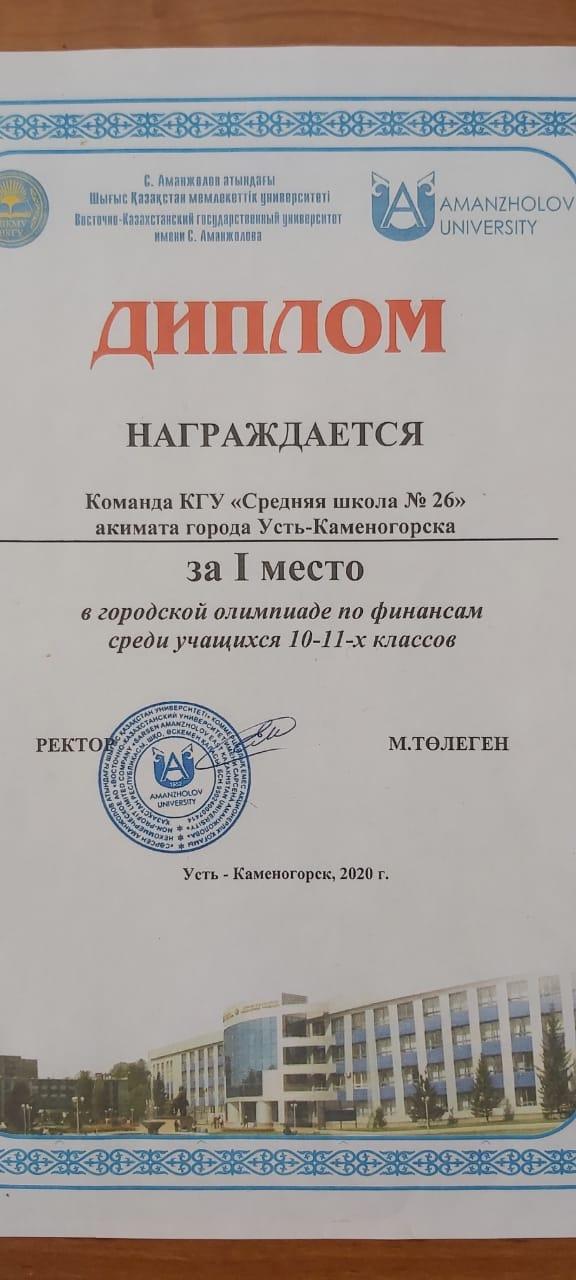 С. Аманжолов атындағы
Шығыс Қазақстан мемлекеттік университеті
Восточно-Казахстанский государственный университет
имени С. Аманжолова
AMANZHOLOV
UNIVERSITY
ДИПЛОМ
НАГРАЖДАЕТСЯ
Команда КГУ «Средняя школа № 26»
акимата города Усть-Каменогорска
за I место
в городской олимпиаде по финансам
среди учащихся 10-11-х классов
РЕКТОР
М.ТӨЛЕГЕН
AMANZHOLOV
UNIVERSITY
Усть - Каменогорск, 2020 г.